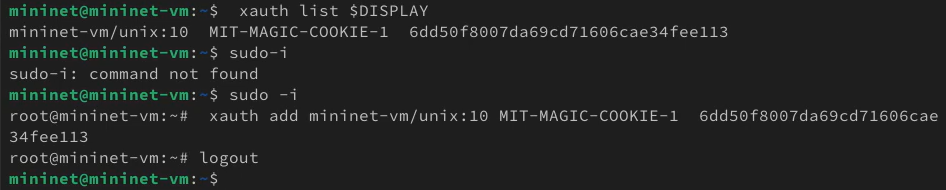 mininet@mininet-vm:~$  xauth list $DISPLAY
mininet-vm/unix:10  MIT-MAGIC-COOKIE-1  6dd50f8007da69cd71606cae34fee113
mininet@mininet-vm:~$ sudo-i
sudo-i: command not found
mininet@mininet-vm:~$ sudo -i
root@mininet-vm:~#  xauth add mininet-vm/unix:10 MIT-MAGIC-COOKIE-1  6dd50f8007da69cd71606cae
34fee113
root@mininet-vm:~# logout
mininet@mininet-vm:~$